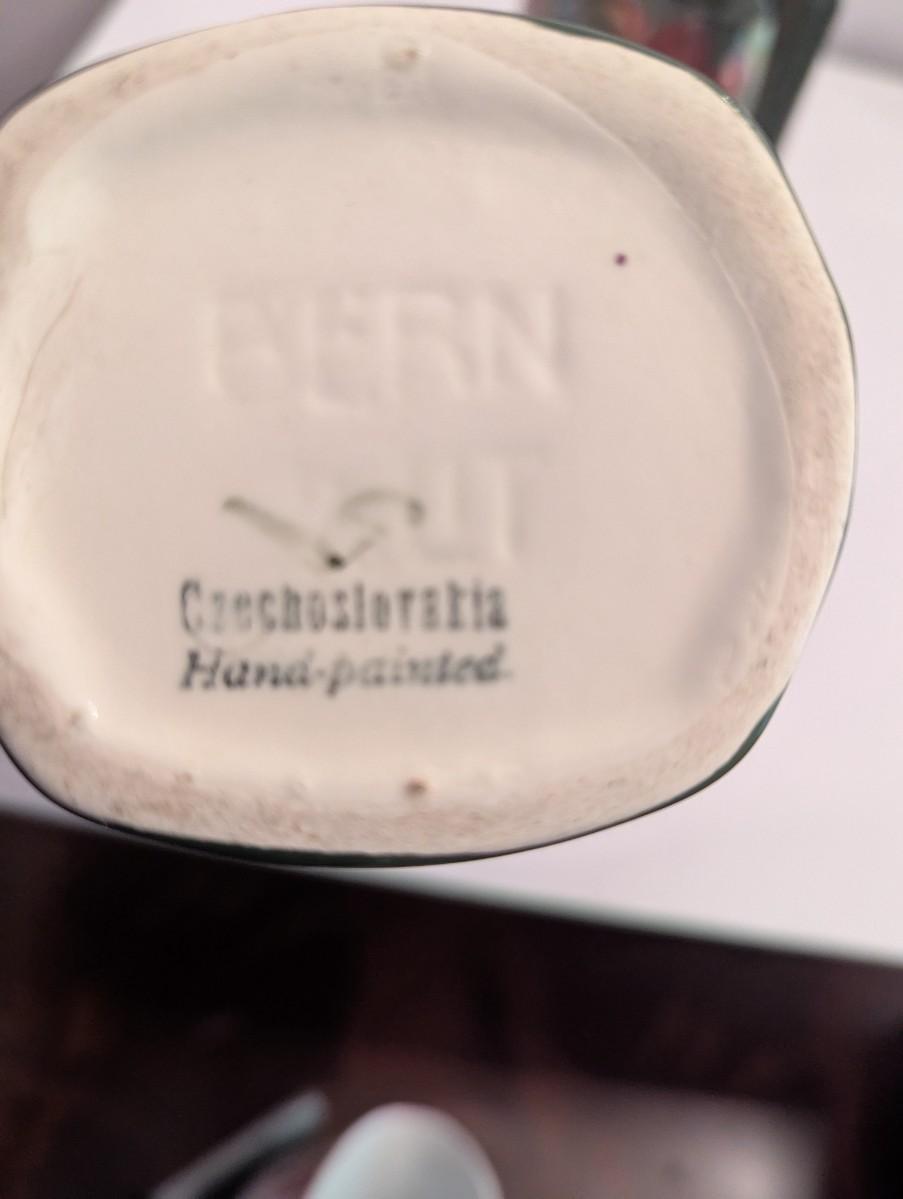 BERN
Czechoslovakia
Hand-painted.